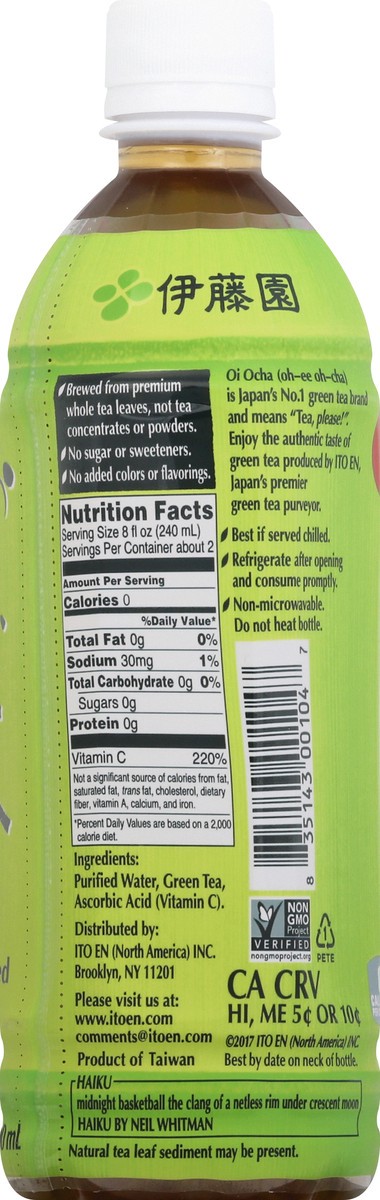 伊藤園
Brewed from premium
whole tea leaves, not tea
concentrates or powders.
No sugar or sweeteners.
No added colors or flavorings.
Nutrition Facts
Serving Size 8 fl oz (240 mL)
Servings Per Container about 2
Amount Per Serving
Calories 0
%Daily Value*
Total Fat 0g 0%
Sodium 30mg 1%
Total Carbohydrate 0g 0%
Sugars 0g
Protein 0g
Vitamin C 220%
Not a significant source of calories from fat,
saturated fat, trans fat, cholesterol, dietary
fiber, vitamin A, calcium, and iron.
*Percent Daily Values are based on a 2,000
calorie diet.
Ingredients:
Purified Water, Green Tea,
Ascorbic Acid (Vitamin C).
Distributed by:
ITO EN (North America) INC.
Brooklyn, NY 11201
Please visit us at:
www.itoen.com
comments@itoen.com
Product of Taiwan
Oi Ocha (oh-ee oh-cha)
is Japan's No.1 green tea brand
and means "Tea, please!".
Enjoy the authentic taste of
green tea produced by ITO EN,
Japan's premier
green tea purveyor.
Best if served chilled.
Refrigerate after opening
and consume promptly.
Non-microwavable.
Do not heat bottle.
8 35143 00104 7
NON
GMO
Project
VERIFIED
nongmoproject.org
1
PETE
CA CRV
HI, ME 5¢ OR 10¢
©2017 ITO EN (North America) INC.
Best by date on neck of bottle.
HAIKU
midnight basketball the clang of a netless rim under crescent moon
HAIKU BY NEIL WHITMAN
Natural tea leaf sediment may be present.